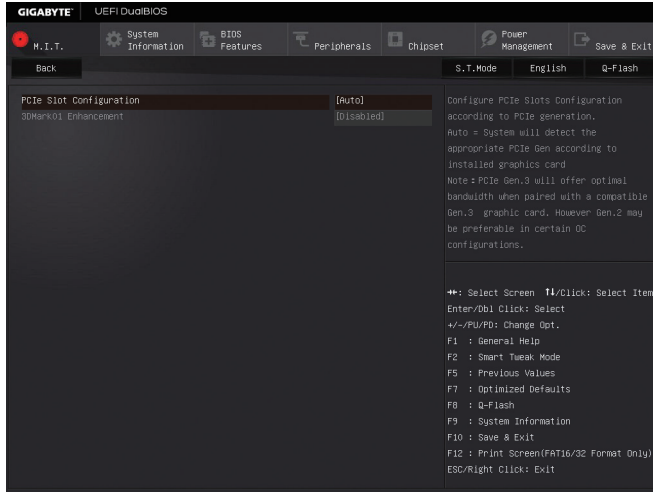 GIGABYTE™ UEFI DualBIOS
M.I.T. System Information BIOS Features Peripherals Chipset Power Management Save & Exit
Back S.T.Mode English Q-Flash
PCIe Slot Configuration [Auto]
3DMark01 Enhancement [Disabled]
Configure PCIe Slots Configuration
according to PCIe generation.
Auto = System will detect the
appropriate PCIe Gen according to
installed graphics card
Note：PCIe Gen.3 will offer optimal
bandwidth when paired with a compatible
Gen.3 graphic card. However Gen.2 may
be preferable in certain OC
configurations.
→←: Select Screen ↑↓/Click: Select Item
Enter/Dbl Click: Select
+/-/PU/PD: Change Opt.
F1 : General Help
F2 : Smart Tweak Mode
F5 : Previous Values
F7 : Optimized Defaults
F8 : Q-Flash
F9 : System Information
F10 : Save & Exit
F12 : Print Screen(FAT16/32 Format Only)
ESC/Right Click: Exit